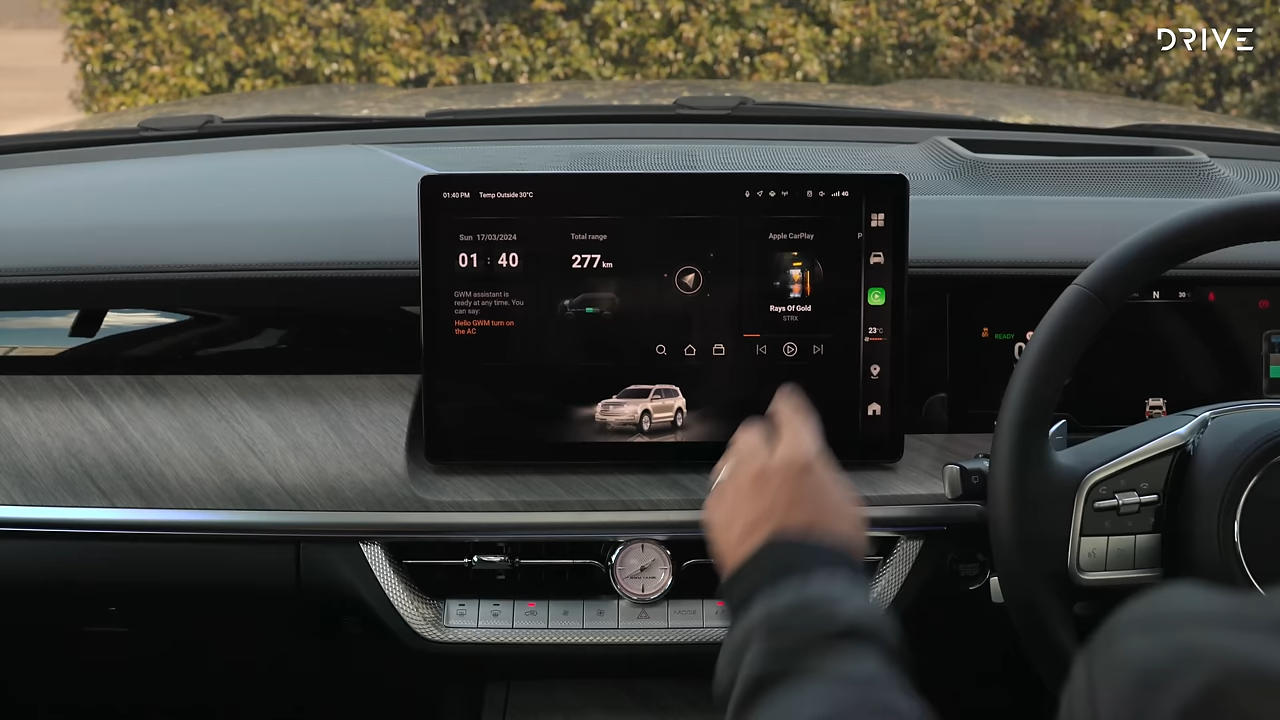 DRIVE
01:40 PM Temp Outside 30°C
4G
Sun 17/03/2024
01 : 40
GWM assistant is
ready at any time. You
can say:
Hello GWM turn on
the AC
Total range
277 km
Apple CarPlay
Rays Of Gold
STRX
P
23°C
N 30
READY
MODE